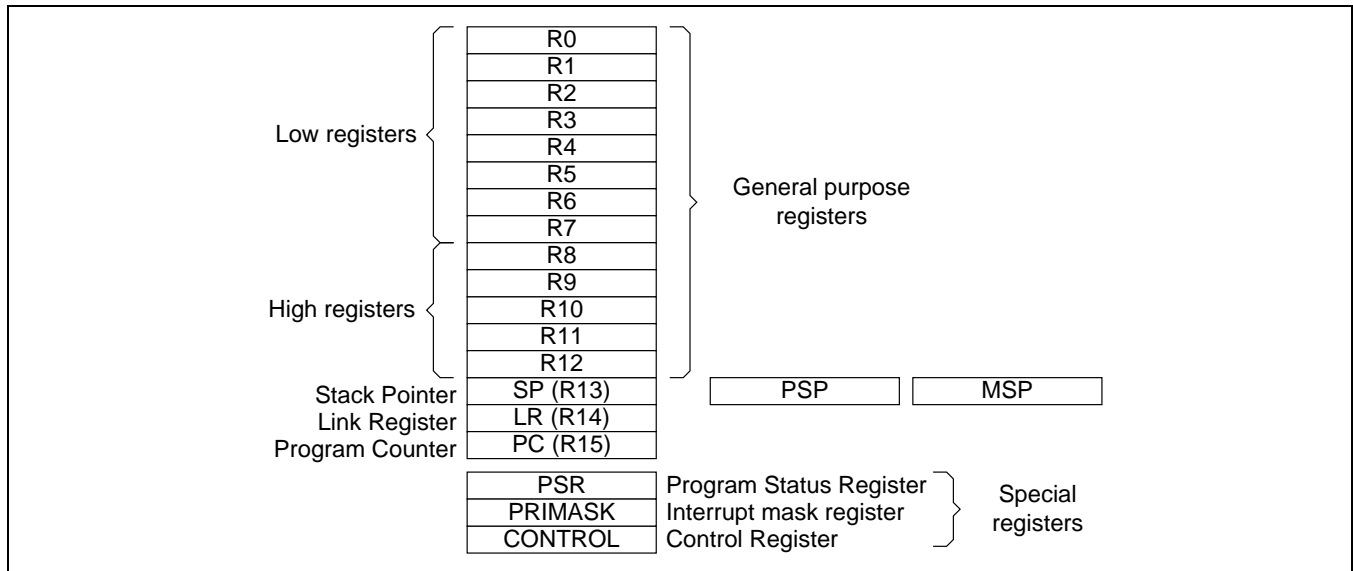 R0
R1
R2
R3
Low registers
R4
R5
General purpose
registers
R6
R7
R8
R9
High registers
R10
R11
R12
Stack Pointer SP (R13) PSP MSP
Link Register LR (R14)
Program Counter PC (R15)
PSR Program Status Register
PRIMASK Interrupt mask register
CONTROL Control Register
Special
registers